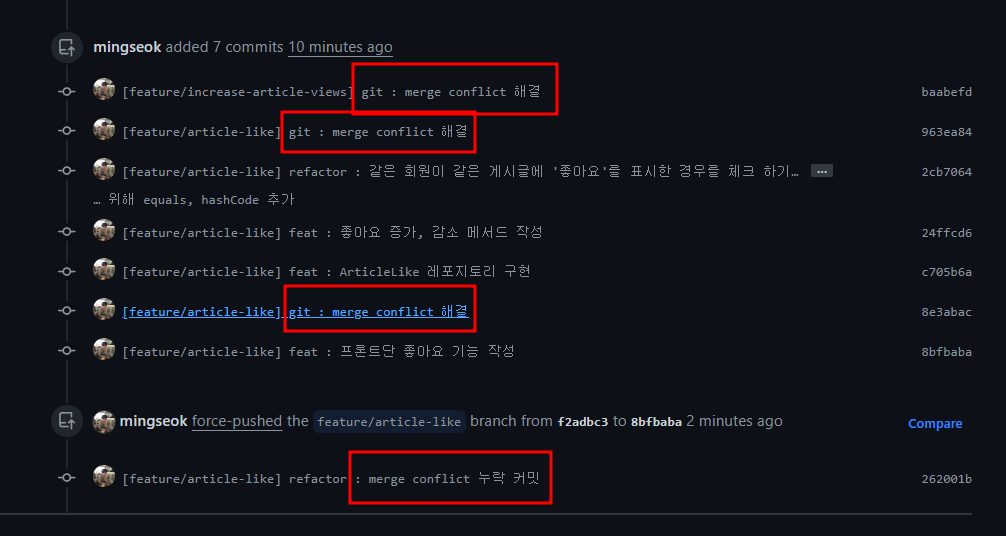 mingseok added 7 commits 10 minutes ago
[feature/increase-article-views] git : merge conflict 해결 baabefd
[feature/article-like] git : merge conflict 해결 963ea84
[feature/article-like] refactor : 같은 회원이 같은 게시글에 '좋아요'를 표시한 경우를 체크 하기… ... 2cb7064
… 위해 equals, hashCode 추가
[feature/article-like] feat : 좋아요 증가, 감소 메서드 작성 24ffcd6
[feature/article-like] feat : ArticleLike 레포지토리 구현 c705b6a
[feature/article-like] git : merge conflict 해결 8e3abac
[feature/article-like] feat : 프론트단 좋아요 기능 작성 8bfbaba
mingseok force-pushed the feature/article-like branch from f2adbc3 to 8bfbaba 2 minutes ago Compare
[feature/article-like] refactor : merge conflict 누락 커밋 262001b